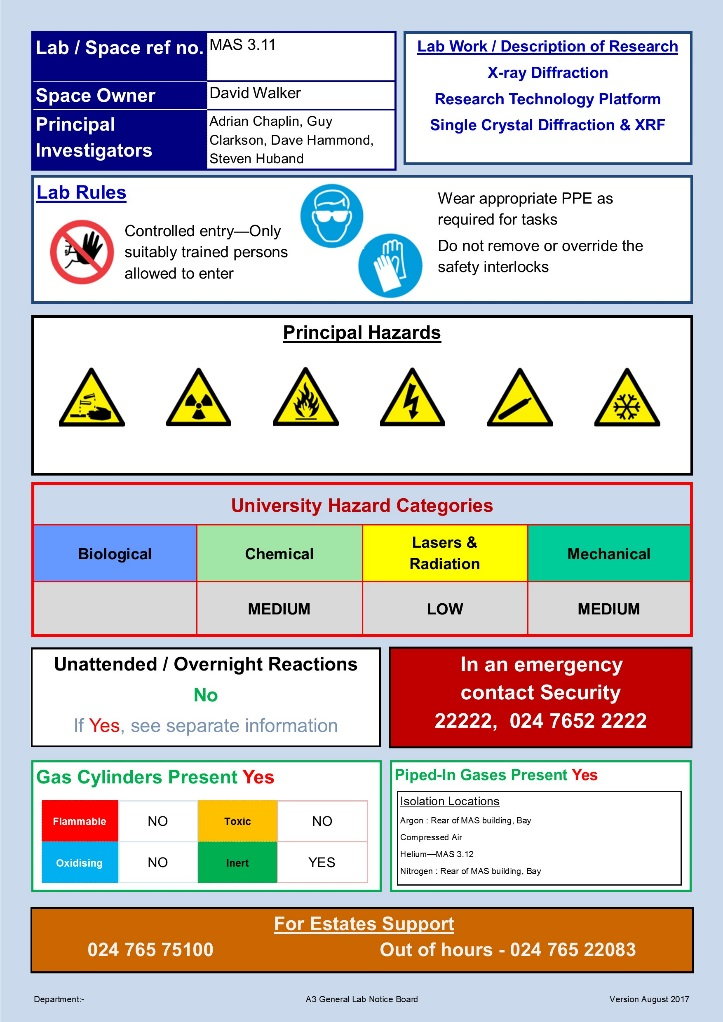 Lab / Space ref no. MAS 3.11
Space Owner David Walker
Principal Investigators
Adrian Chaplin, Guy
Clarkson, Dave Hammond,
Steven Huband
Lab Work / Description of Research
X-ray Diffraction
Research Technology Platform
Single Crystal Diffraction & XRF
Lab Rules
Controlled entry—Only
suitably trained persons
allowed to enter
Wear appropriate PPE as
required for tasks
Do not remove or override the
safety interlocks
Principal Hazards
University Hazard Categories
Biological Chemical Lasers & Radiation Mechanical
MEDIUM LOW MEDIUM
Unattended / Overnight Reactions
No
If Yes, see separate information
In an emergency
contact Security
22222, 024 7652 2222
Gas Cylinders Present Yes
Flammable NO Toxic NO
Oxidising NO Inert YES
Piped-In Gases Present Yes
Isolation Locations
Argon : Rear of MAS building, Bay
Compressed Air
Helium—MAS 3.12
Nitrogen : Rear of MAS building, Bay
For Estates Support
024 765 75100 Out of hours - 024 765 22083
Department:- A3 General Lab Notice Board Version August 2017